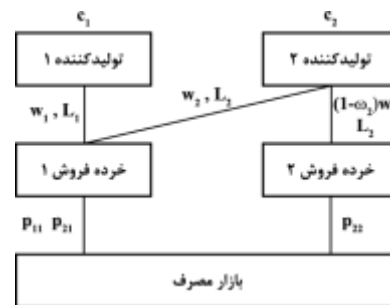 c₁ c₂
تولیدکننده ۱ تولیدکننده ۲
w₁ , L₁ w₂ , L₂ (1-ω₂)w
L₂
خرده فروش ۱ خرده فروش ۲
p₁₁ p₂₁ p₂₂
بازار مصرف